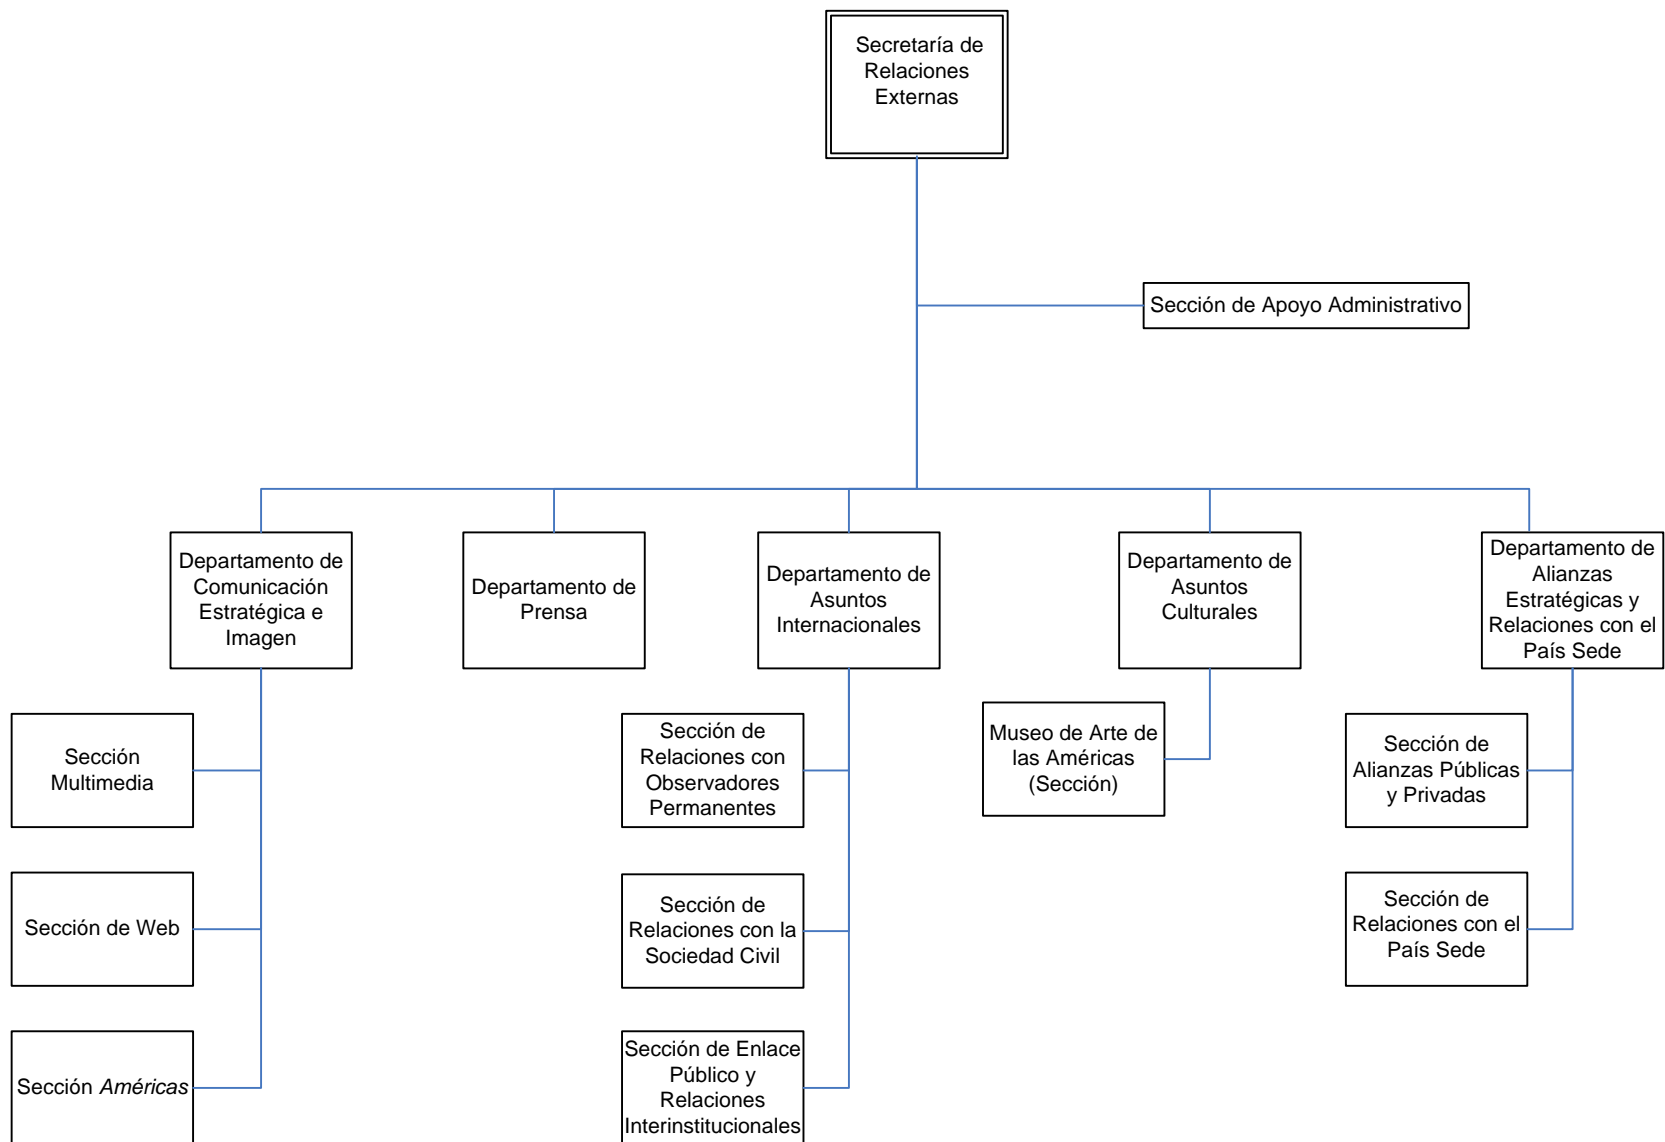 Secretaría de
Relaciones
Externas
Sección de Apoyo Administrativo
Departamento de
Comunicación
Estratégica e
Imagen
Departamento de
Prensa
Departamento de
Asuntos
Internacionales
Departamento de
Asuntos
Culturales
Departamento de
Alianzas
Estratégicas y
Relaciones con el
País Sede
Sección
Multimedia
Sección de Web
Sección Américas
Sección de
Relaciones con
Observadores
Permanentes
Sección de
Relaciones con la
Sociedad Civil
Sección de Enlace
Público y
Relaciones
Interinstitucionales
Museo de Arte de
las Américas
(Sección)
Sección de
Alianzas Públicas
y Privadas
Sección de
Relaciones con el
País Sede